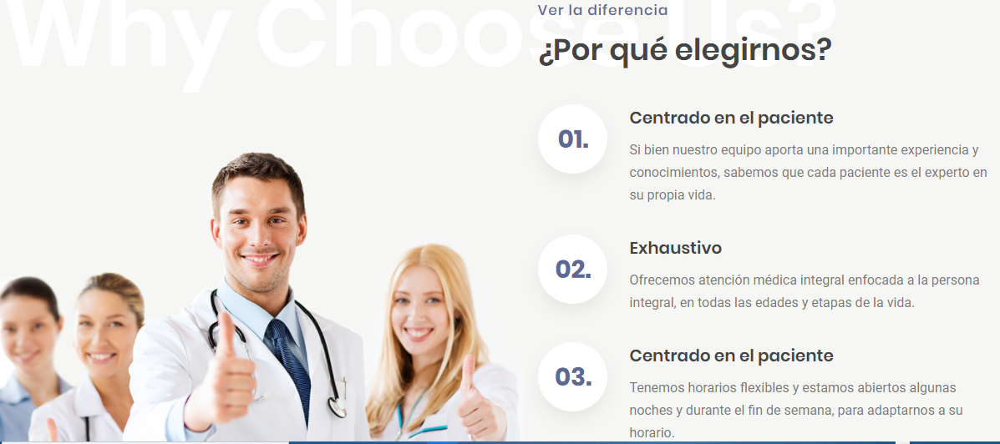 Why Choose Us?
Ver la diferencia
¿Por qué elegirnos?
01.
Centrado en el paciente
Si bien nuestro equipo aporta una importante experiencia y
conocimientos, sabemos que cada paciente es el experto en
su propia vida.
02.
Exhaustivo
Ofrecemos atención médica integral enfocada a la persona
integral, en todas las edades y etapas de la vida.
03.
Centrado en el paciente
Tenemos horarios flexibles y estamos abiertos algunas
noches y durante el fin de semana, para adaptarnos a su
horario.